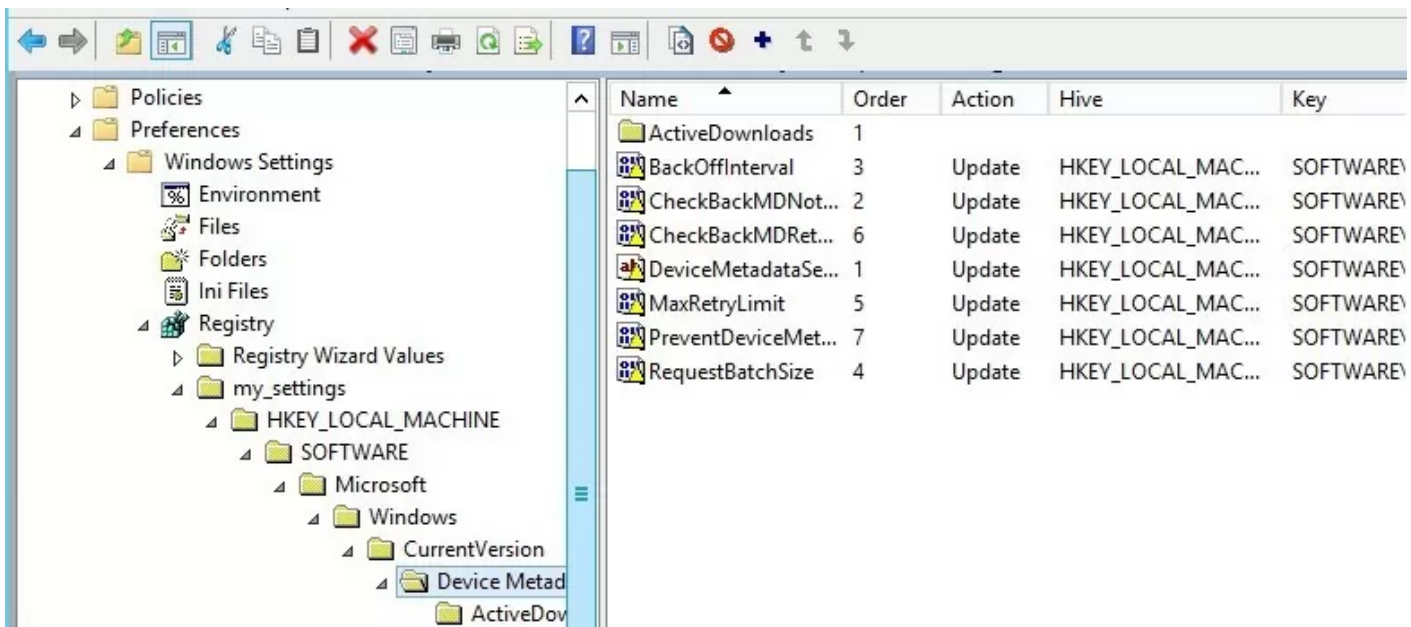 Policies
Preferences
Windows Settings
Environment
Files
Folders
Ini Files
Registry
Registry Wizard Values
my_settings
HKEY_LOCAL_MACHINE
SOFTWARE
Microsoft
Windows
CurrentVersion
Device Metad
ActiveDov
Name Order Action Hive Key
ActiveDownloads 1
BackOffInterval 3 Update HKEY_LOCAL_MAC... SOFTWARE\
CheckBackMDNot... 2 Update HKEY_LOCAL_MAC... SOFTWARE\
CheckBackMDRet... 6 Update HKEY_LOCAL_MAC... SOFTWARE\
DeviceMetadataSe... 1 Update HKEY_LOCAL_MAC... SOFTWARE\
MaxRetryLimit 5 Update HKEY_LOCAL_MAC... SOFTWARE\
PreventDeviceMet... 7 Update HKEY_LOCAL_MAC... SOFTWARE\
RequestBatchSize 4 Update HKEY_LOCAL_MAC... SOFTWARE\